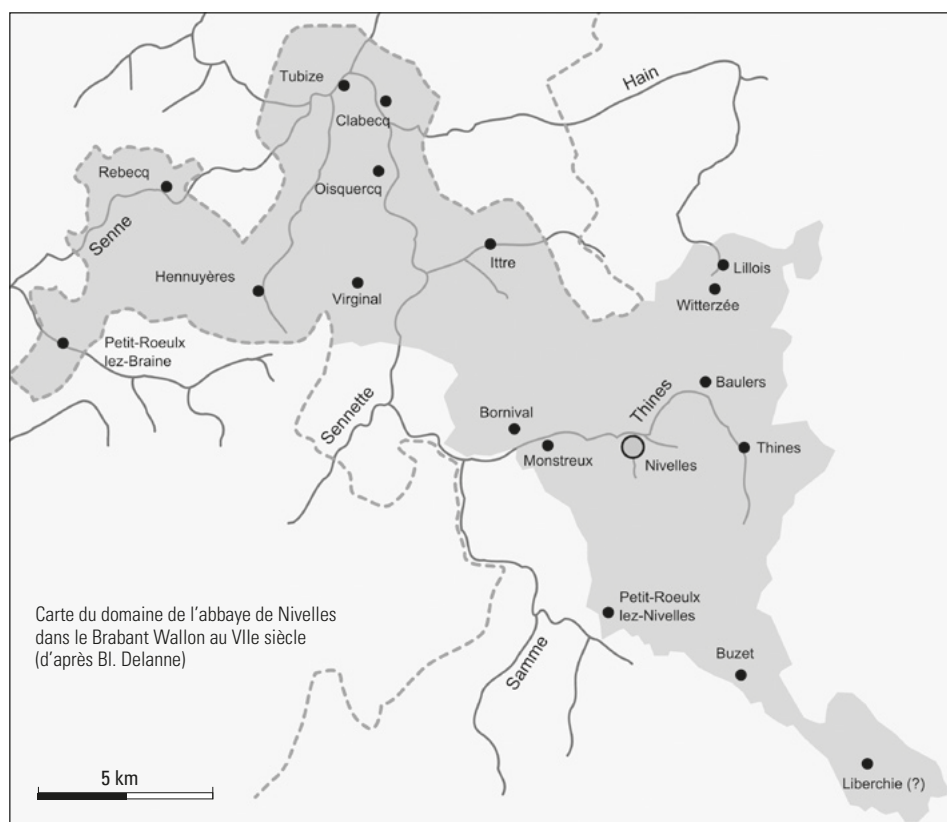 Tubize
Hain
Clabecq
Rebecq
Oisquercq
Senne
Ittre
Lillois
Hennuyères
Virginal
Witterzée
Petit-Roeulx
lez-Braine
Baulers
Sennette
Bornival
Thines
Monstreux
Nivelles
Thines
Carte du domaine de l'abbaye de Nivelles
dans le Brabant Wallon au VIIe siècle
(d'après Bl. Delanne)
Petit-Roeulx
lez-Nivelles
Samme
Buzet
5 km
Liberchie (?)